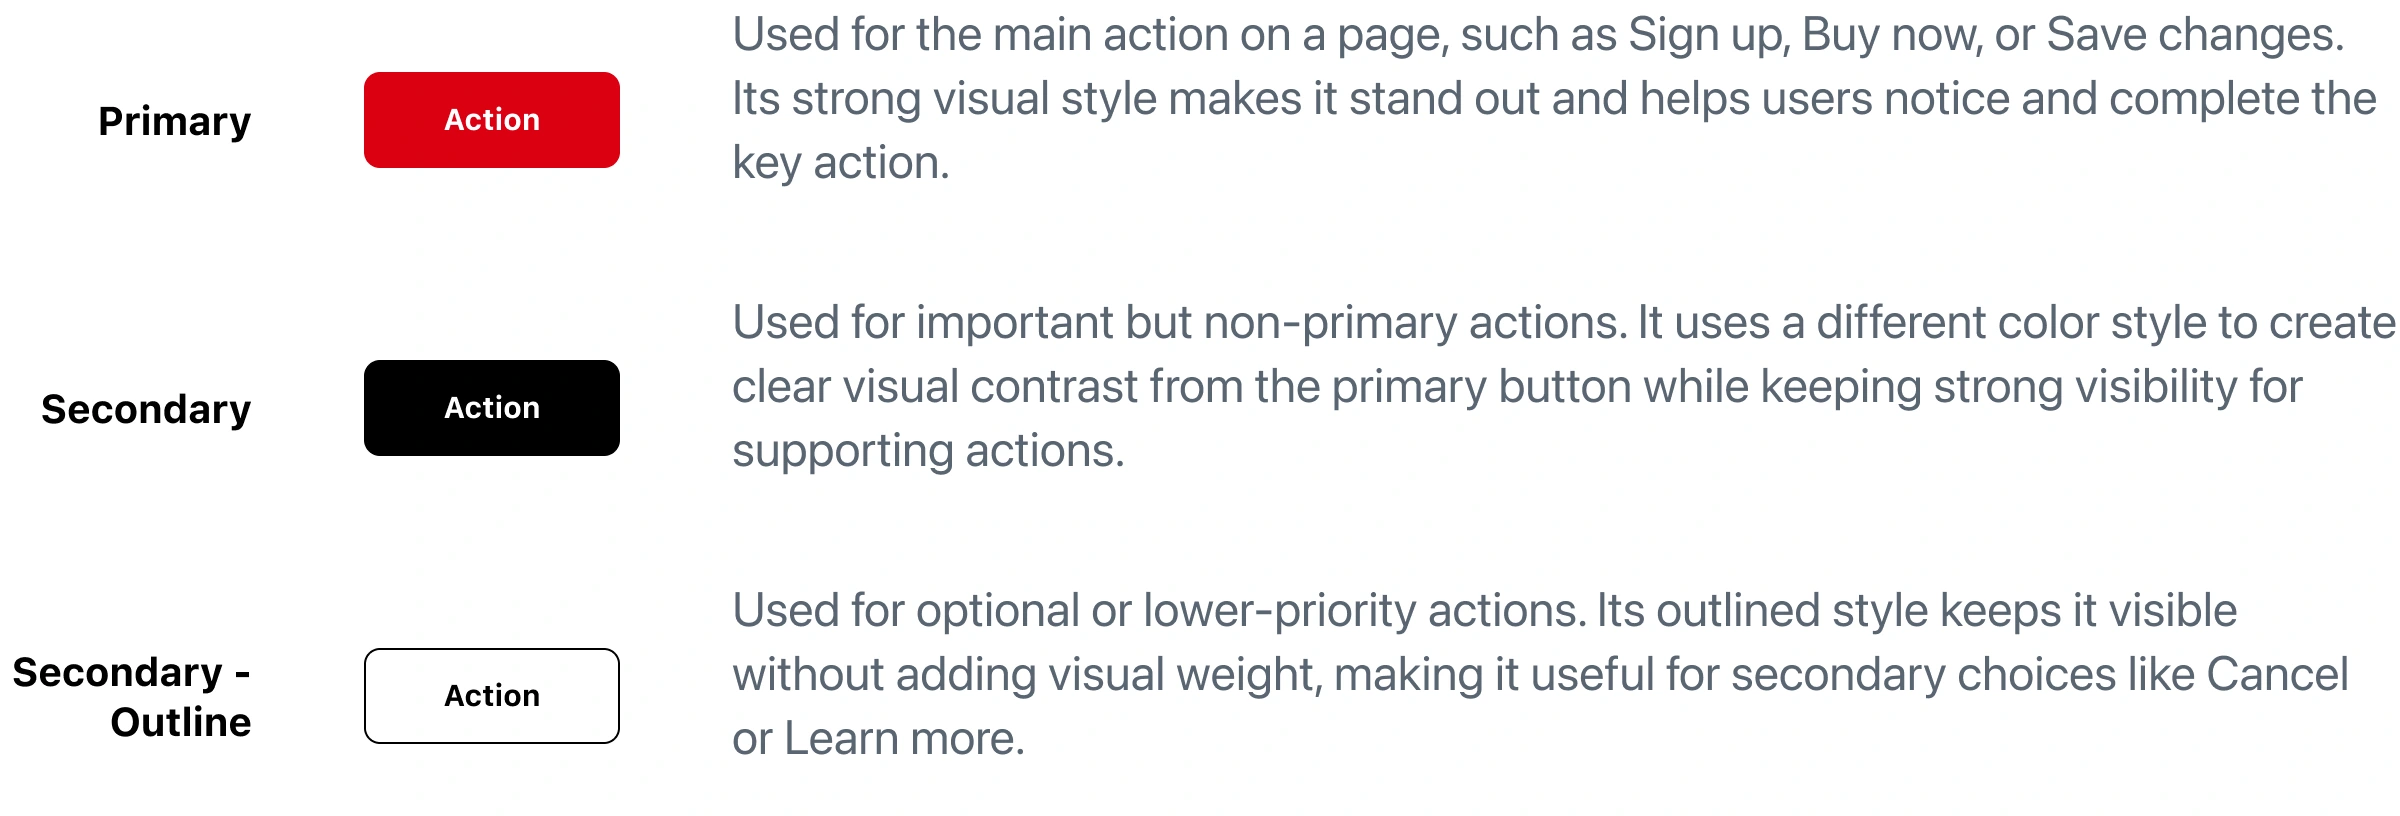 Primary
Action
Used for the main action on a page, such as Sign up, Buy now, or Save changes.
Its strong visual style makes it stand out and helps users notice and complete the
key action.
Secondary
Action
Used for important but non-primary actions. It uses a different color style to create
clear visual contrast from the primary button while keeping strong visibility for
supporting actions.
Secondary -
Outline
Action
Used for optional or lower-priority actions. Its outlined style keeps it visible
without adding visual weight, making it useful for secondary choices like Cancel
or Learn more.